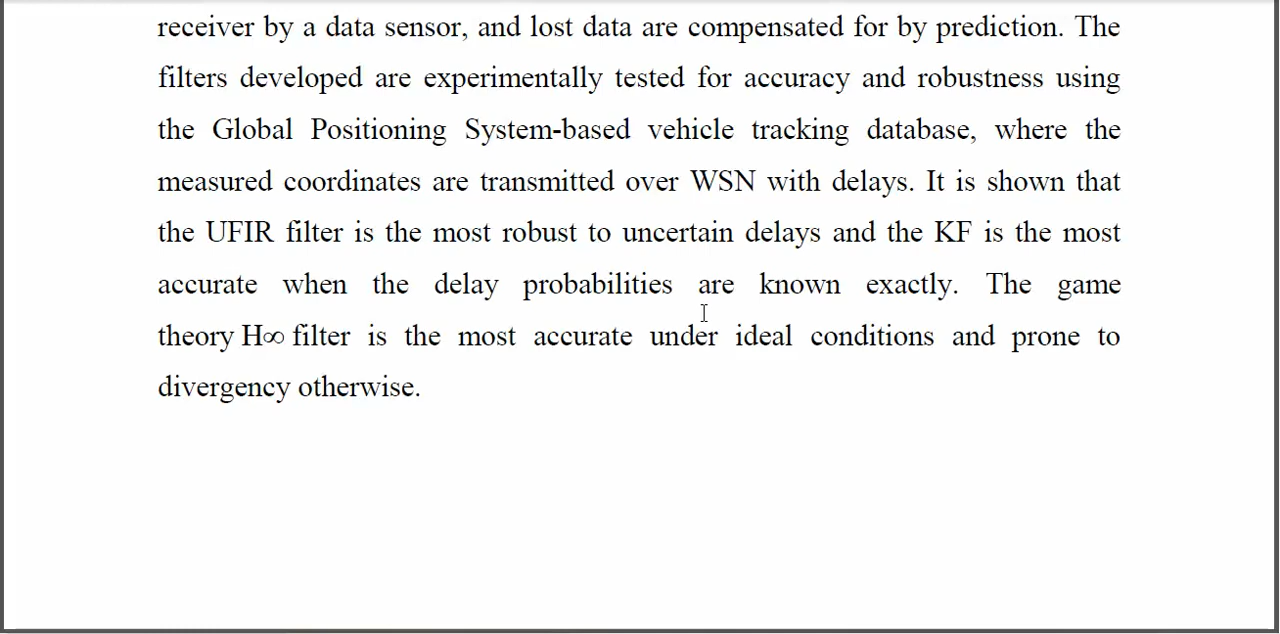 receiver by a data sensor, and lost data are compensated for by prediction. The
filters developed are experimentally tested for accuracy and robustness using
the Global Positioning System-based vehicle tracking database, where the
measured coordinates are transmitted over WSN with delays. It is shown that
the UFIR filter is the most robust to uncertain delays and the KF is the most
accurate when the delay probabilities are known exactly. The game
theory H∞ filter is the most accurate under ideal conditions and prone to
divergency otherwise.